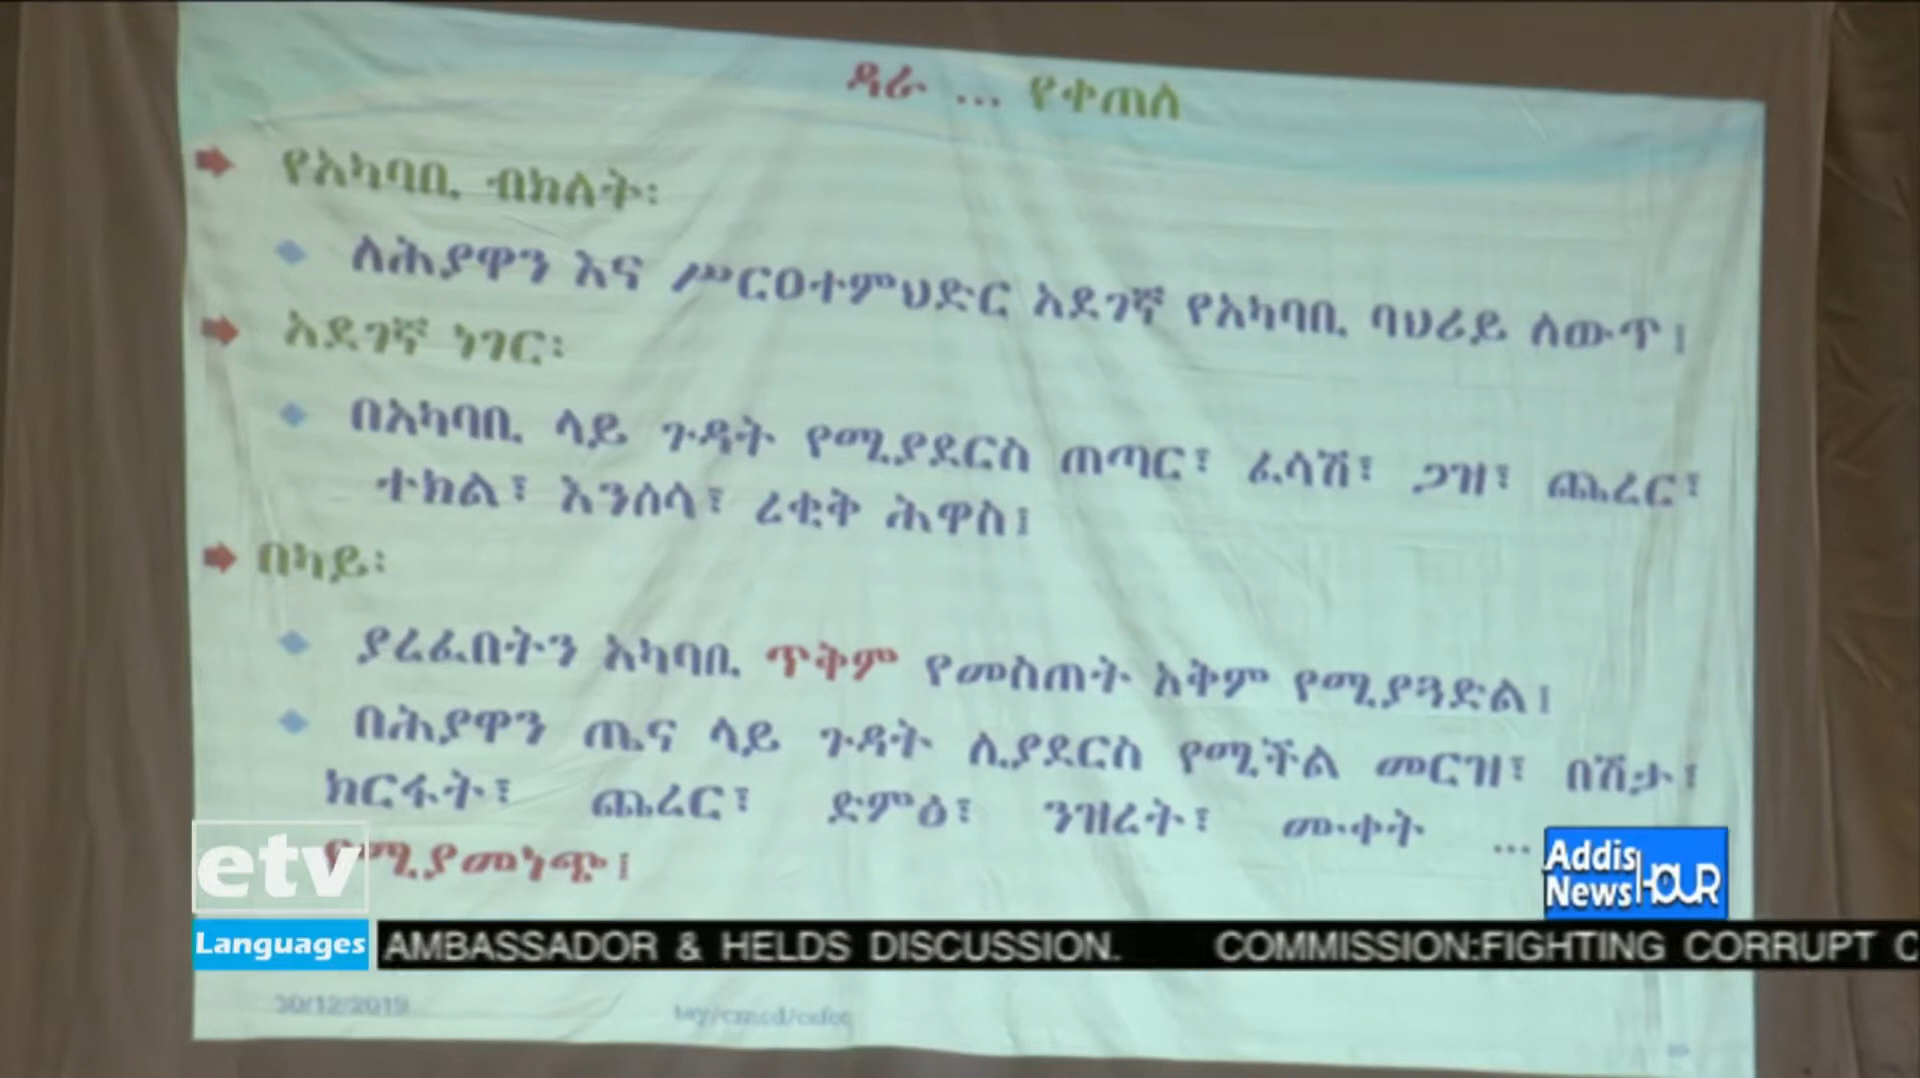 ዳራ ... የቀጠለ
የአካባቢ ብክለት፡
ለሕያዋን እና ሥርዐተምህድር አደገኛ የአካባቢ ባህሪይ ለውጥ፤
አደገኛ ነገር፡
በአካባቢ ላይ ጉዳት የሚያደርስ ጠጣር፣ ፈሳሽ፣ ጋዝ፣ ጨረር፣
ተክል፣ እንስሳ፣ ረቂቅ ሕዋስ፤
በካይ፡
ያረፈበትን አካባቢ ጥቅም የመስጠት አቅም የሚያጓድል፤
በሕያዋን ጤና ላይ ጉዳት ሊያደርስ የሚችል መርዝ፣ በሽታ፣
ክርፋት፣ ጨረር፣ ድምፅ፣ ንዝረት፣ ሙቀት ...
የሚያመነጭ፤
etv
Languages
Addis
News HOUR
AMBASSADOR & HELDS DISCUSSION. COMMISSION:FIGHTING CORRUPT C
30/12/2019